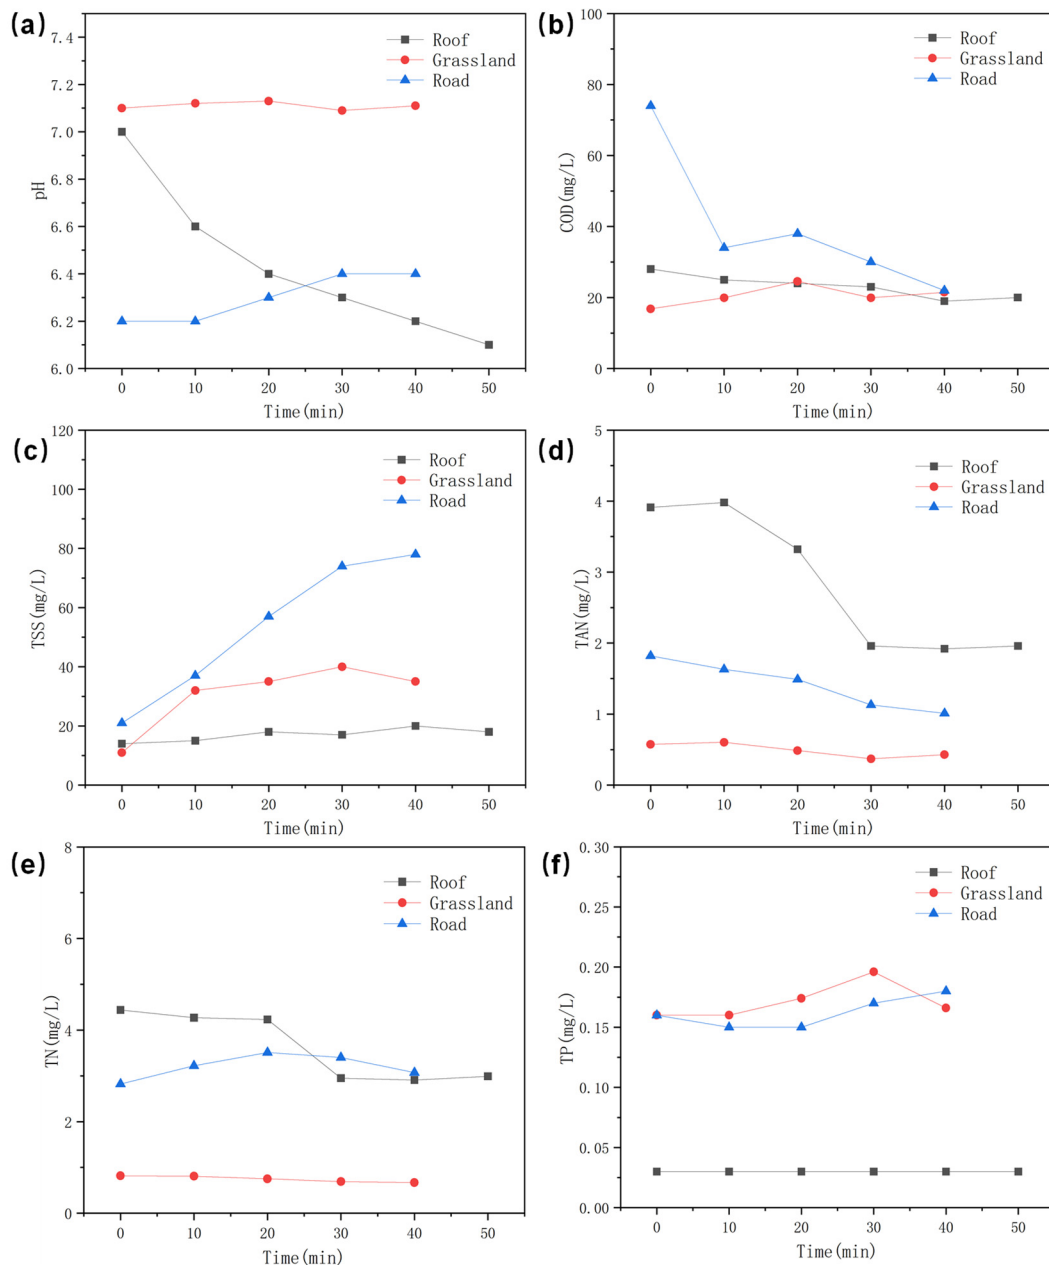 (a)
7.4
7.2
7.0
6.8
6.6
6.4
6.2
6.0
pH
Roof
Grassland
Road
0 10 20 30 40 50
Time(min)
(b)
100
80
60
40
20
0
COD(mg/L)
Roof
Grassland
Road
0 10 20 30 40 50
Time(min)
(c)
120
100
80
60
40
20
0
TSS(mg/L)
Roof
Grassland
Road
0 10 20 30 40 50
Time(min)
(d)
5
4
3
2
1
0
TAN(mg/L)
Roof
Grassland
Road
0 10 20 30 40 50
Time(min)
(e)
8
6
4
2
0
TN(mg/L)
Roof
Grassland
Road
0 10 20 30 40 50
Time(min)
(f)
0.30
0.25
0.20
0.15
0.10
0.05
0.00
TP(mg/L)
Roof
Grassland
Road
0 10 20 30 40 50
Time(min)